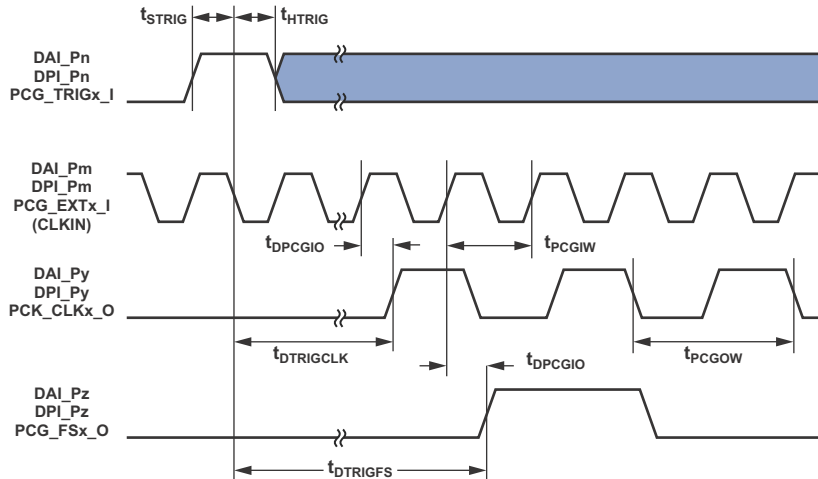 tSTRIG
tHTRIG
DAI_Pn
DPI_Pn
PCG_TRIGx_I
DAI_Pm
DPI_Pm
PCG_EXTx_I
(CLKIN)
tDPCGIO
tPCGIW
DAI_Py
DPI_Py
PCK_CLKx_O
tDTRIGCLK
tDPCGIO
tPCGOW
DAI_Pz
DPI_Pz
PCG_FSx_O
tDTRIGFS